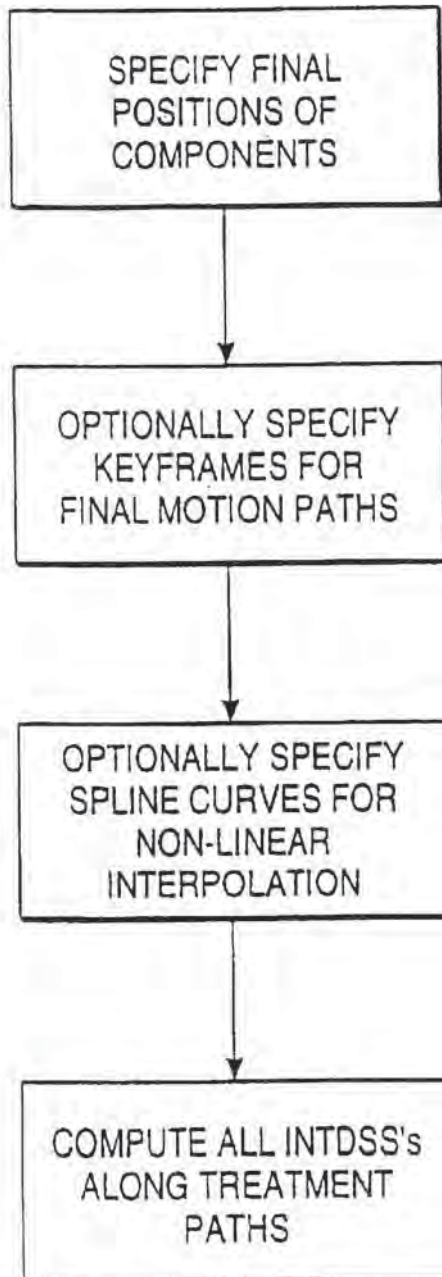 SPECIFY FINAL
POSITIONS OF
COMPONENTS
OPTIONALLY SPECIFY
KEYFRAMES FOR
FINAL MOTION PATHS
OPTIONALLY SPECIFY
SPLINE CURVES FOR
NON-LINEAR
INTERPOLATION
COMPUTE ALL INTDSS's
ALONG TREATMENT
PATHS